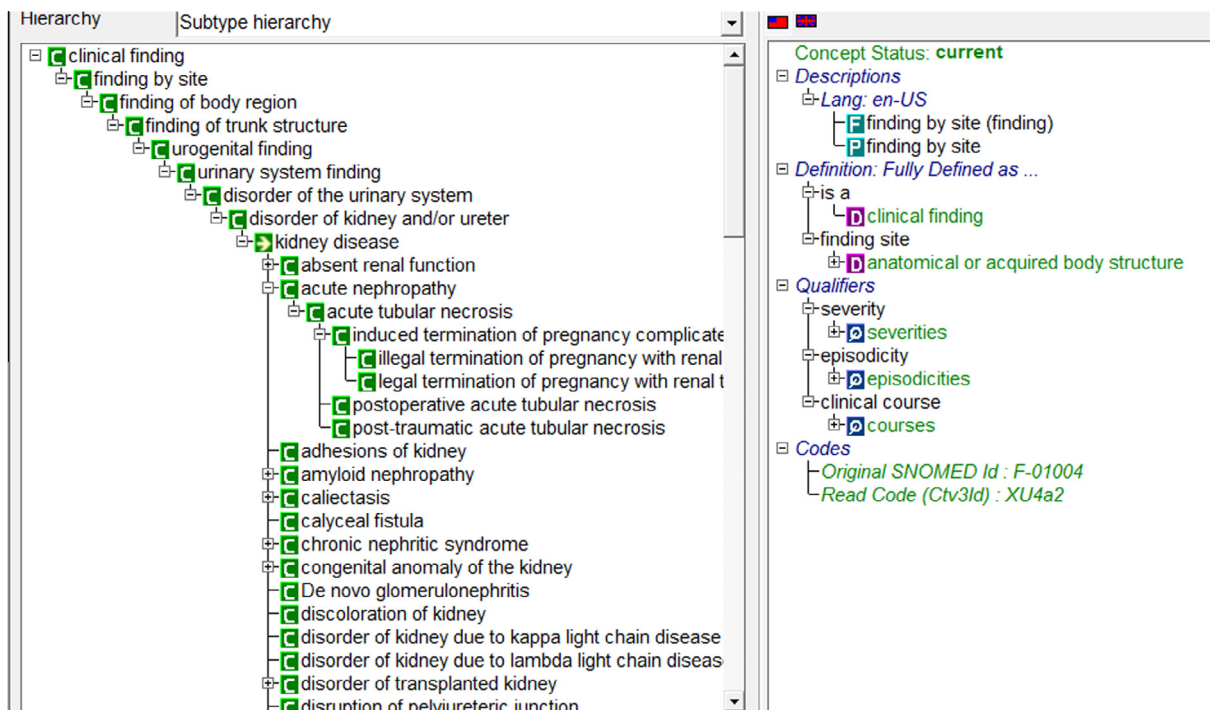 Hierarchy
Subtype hierarchy
clinical finding
finding by site
finding of body region
finding of trunk structure
urogenital finding
urinary system finding
disorder of the urinary system
disorder of kidney and/or ureter
kidney disease
absent renal function
acute nephropathy
acute tubular necrosis
induced termination of pregnancy complicate
illegal termination of pregnancy with renal
legal termination of pregnancy with renal t
postoperative acute tubular necrosis
post-traumatic acute tubular necrosis
adhesions of kidney
amyloid nephropathy
caliectasis
calyceal fistula
chronic nephritic syndrome
congenital anomaly of the kidney
De novo glomerulonephritis
discoloration of kidney
disorder of kidney due to kappa light chain disease
disorder of kidney due to lambda light chain diseas
disorder of transplanted kidney
disruption of pelviureteric junction
Concept Status: current
Descriptions
Lang: en-US
F finding by site (finding)
P finding by site
Definition: Fully Defined as ...
is a
D clinical finding
finding site
D anatomical or acquired body structure
Qualifiers
severity
severities
episodicity
episodicities
clinical course
courses
Codes
Original SNOMED Id : F-01004
Read Code (Ctv3Id) : XU4a2